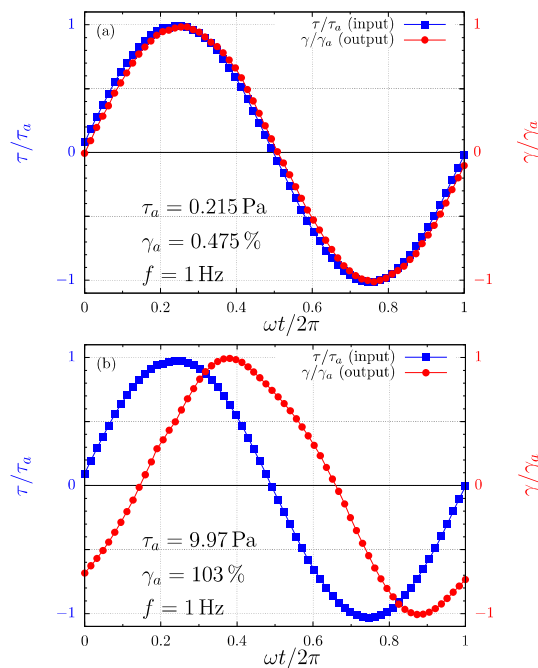 (a)
τ/τa (input)
γ/γa (output)
1
0
−1
τ/τa
1
0
−1
γ/γa
τa = 0.215 Pa
γa = 0.475 %
f = 1 Hz
0 0.2 0.4 0.6 0.8 1
ωt/2π
(b)
τ/τa (input)
γ/γa (output)
1
0
−1
τ/τa
1
0
−1
γ/γa
τa = 9.97 Pa
γa = 103 %
f = 1 Hz
0 0.2 0.4 0.6 0.8 1
ωt/2π